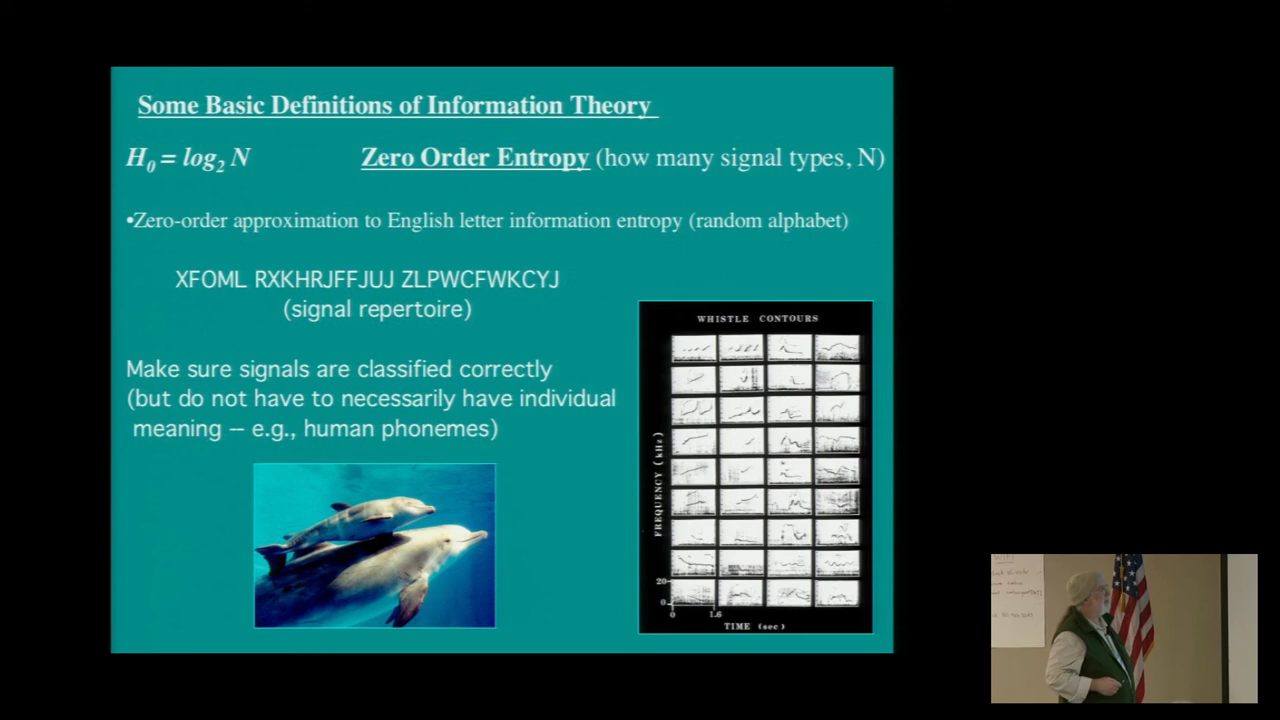 Some Basic Definitions of Information Theory
H0 = log2 N
Zero Order Entropy (how many signal types, N)
•Zero-order approximation to English letter information entropy (random alphabet)
XFOML RXKHRJFFJUJ ZLPWCFWKCYJ
(signal repertoire)
Make sure signals are classified correctly
(but do not have to necessarily have individual
meaning -- e.g., human phonemes)
WHISTLE CONTOURS
FREQUENCY (kHz)
20
0
0 1.6
TIME (sec)